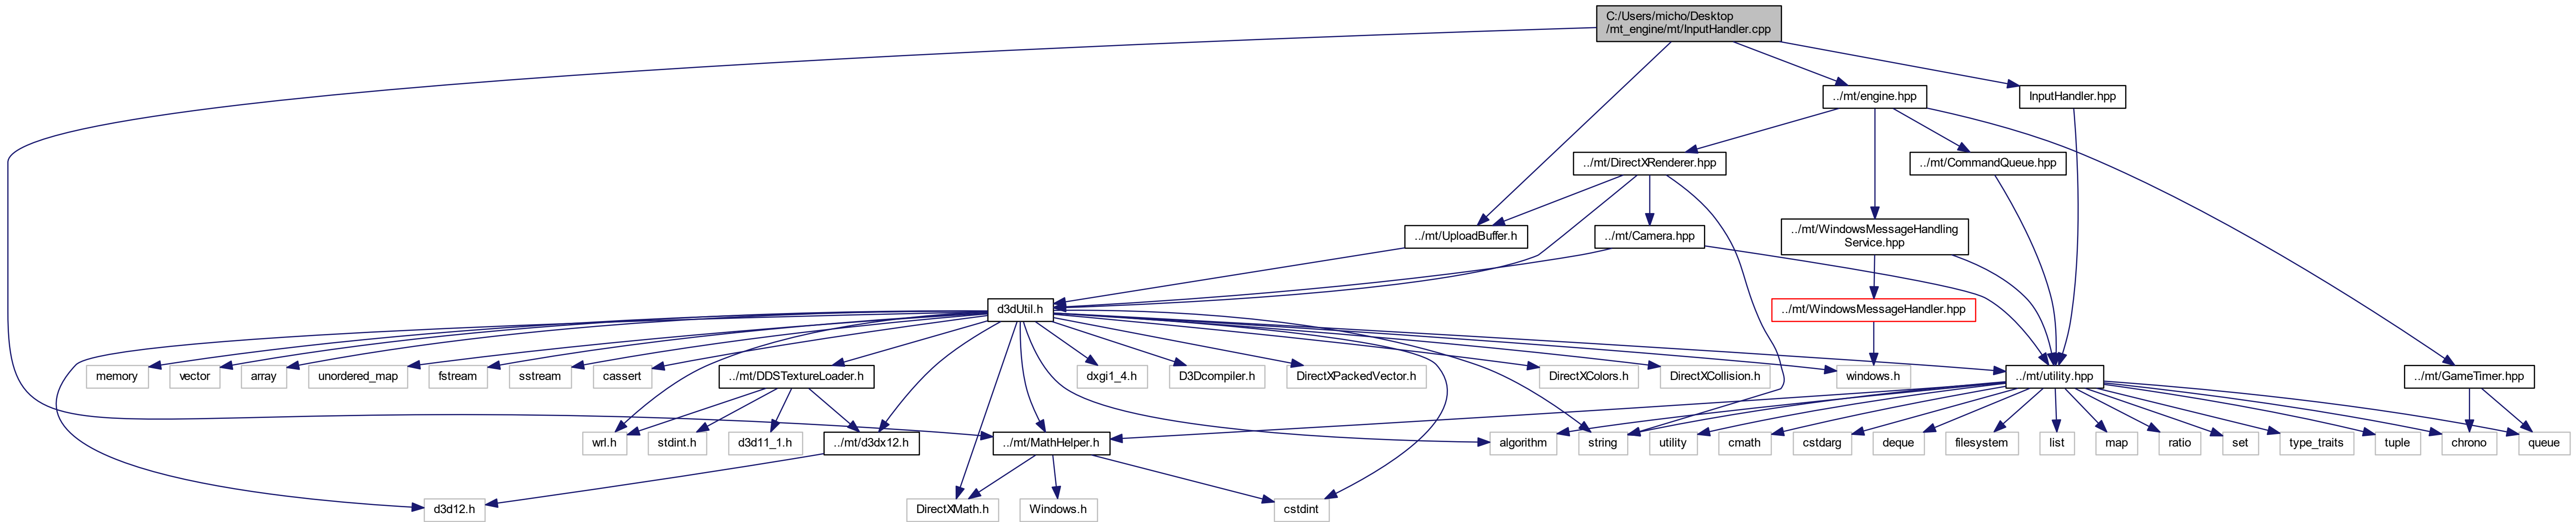 C:/Users/micho/Desktop
/mt_engine/mt/InputHandler.cpp
../mt/engine.hpp
InputHandler.hpp
../mt/DirectXRenderer.hpp
../mt/CommandQueue.hpp
../mt/UploadBuffer.h
../mt/Camera.hpp
../mt/WindowsMessageHandling
Service.hpp
d3dUtil.h
../mt/WindowsMessageHandler.hpp
memory
vector
array
unordered_map
fstream
sstream
cassert
../mt/DDSTextureLoader.h
dxgi1_4.h
D3Dcompiler.h
DirectXPackedVector.h
DirectXColors.h
DirectXCollision.h
windows.h
../mt/utility.hpp
../mt/GameTimer.hpp
wrl.h
stdint.h
d3d11_1.h
../mt/d3dx12.h
../mt/MathHelper.h
algorithm
string
utility
cmath
cstdarg
deque
filesystem
list
map
ratio
set
type_traits
tuple
chrono
queue
d3d12.h
DirectXMath.h
Windows.h
cstdint